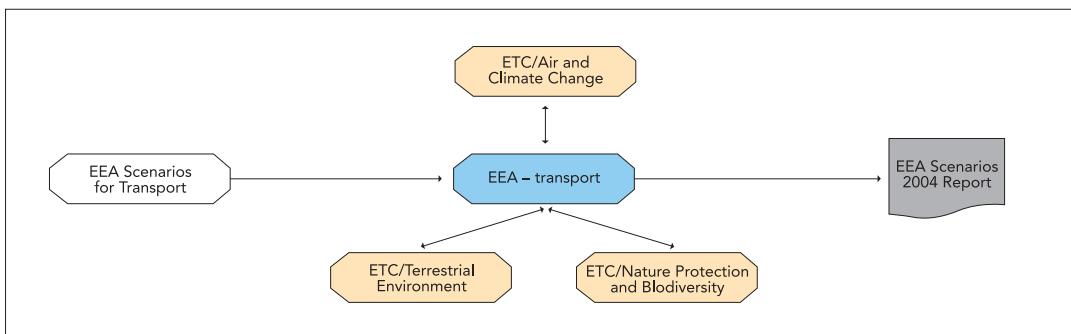 ETC/Air and
Climate Change
EEA Scenarios
for Transport
EEA – transport
EEA Scenarios
2004 Report
ETC/Terrestrial
Environment
ETC/Nature Protection
and Blodiversity